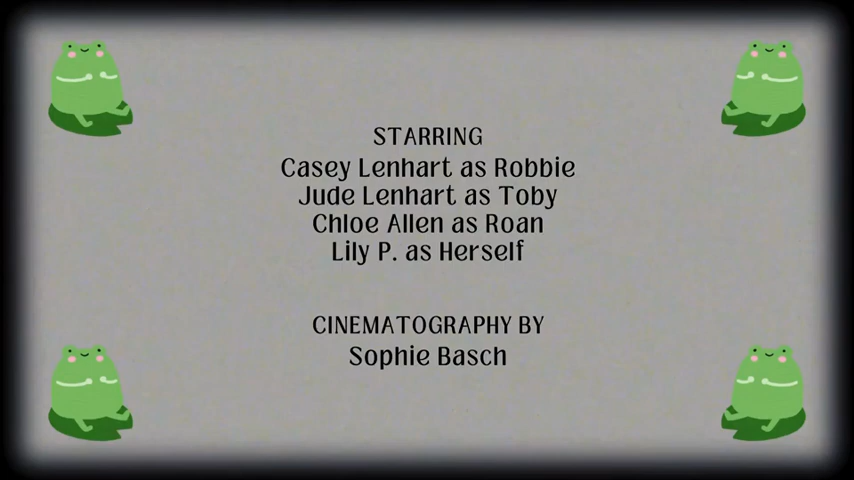 STARRING
Casey Lenhart as Robbie
Jude Lenhart as Toby
Chloe Allen as Roan
Lily P. as Herself
CINEMATOGRAPHY BY
Sophie Basch